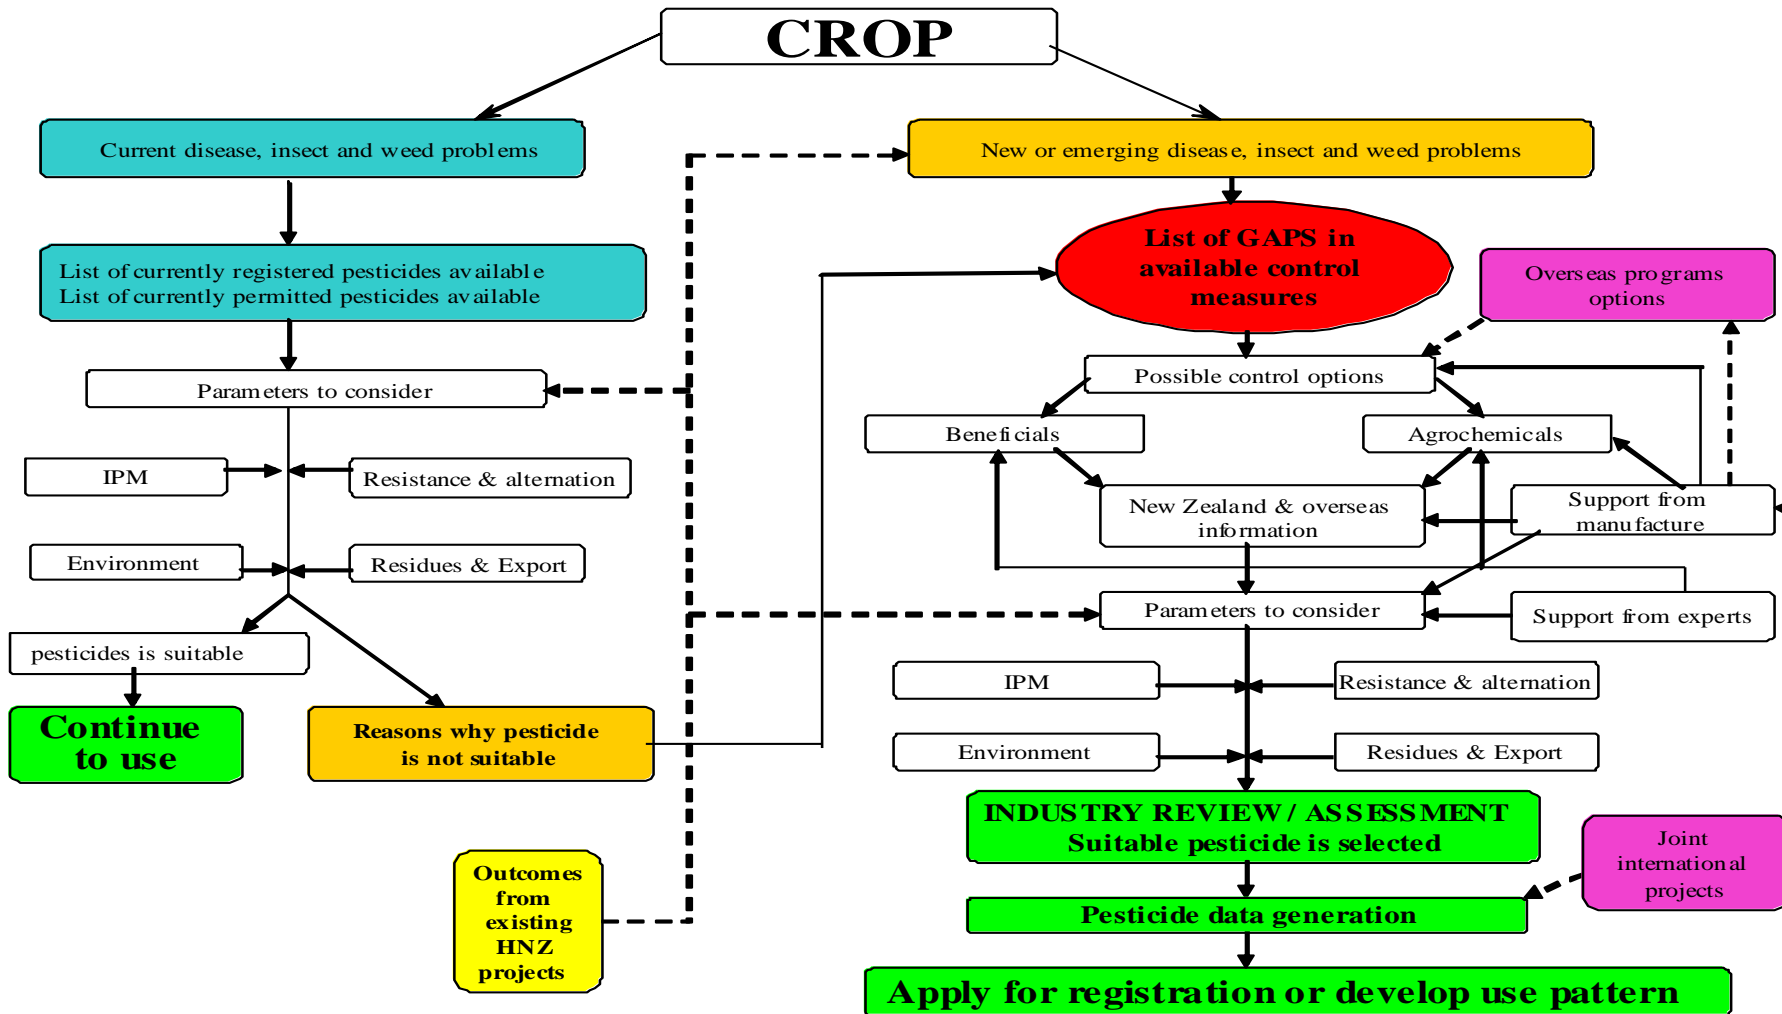 CROP
Current disease, insect and weed problems
New or emerging disease, insect and weed problems
List of currently registered pesticides available
List of currently permitted pesticides available
List of GAPS in
available control
measures
Overseas programs
options
Parameters to consider
Possible control options
Beneficials
Agrochemicals
IPM
Resistance & alternation
New Zealand & overseas
information
Support from
manufacture
Environment
Residues & Export
Parameters to consider
Support from experts
pesticides is suitable
IPM
Resistance & alternation
Continue
to use
Reasons why pesticide
is not suitable
Environment
Residues & Export
INDUSTRY REVIEW / ASSESSMENT
Suitable pesticide is selected
Joint
international
projects
Outcomes
from
existing
HNZ
projects
Pesticide data generation
Apply for registration or develop use pattern